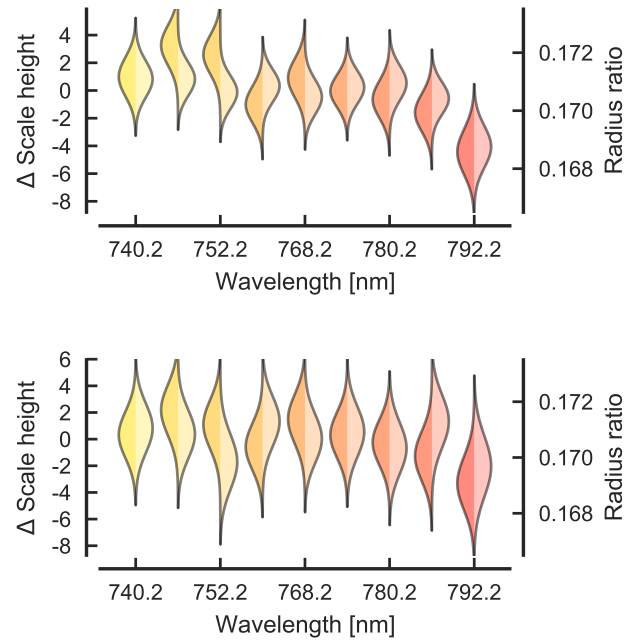 Δ Scale height
4
2
0
-2
-4
-6
-8
0.172
0.170
0.168
Radius ratio
740.2 752.2 768.2 780.2 792.2
Wavelength [nm]
Δ Scale height
6
4
2
0
-2
-4
-6
-8
0.172
0.170
0.168
Radius ratio
740.2 752.2 768.2 780.2 792.2
Wavelength [nm]